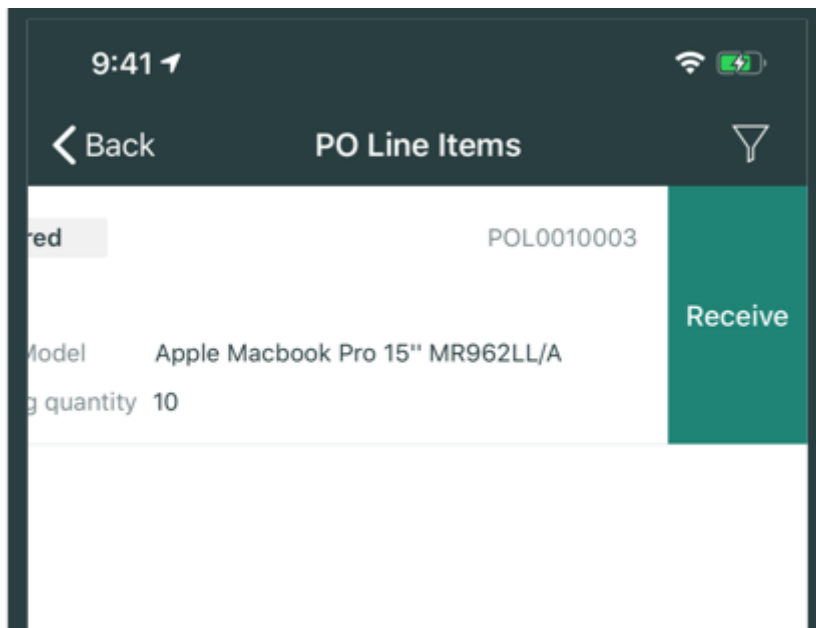 9:41
Back PO Line Items
red POL0010003
Receive
Model Apple Macbook Pro 15'' MR962LL/A
g quantity 10